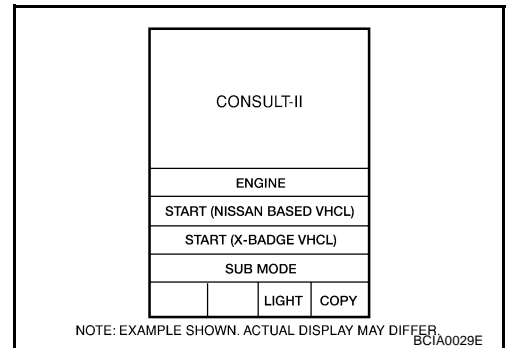 CONSULT-II
ENGINE
START (NISSAN BASED VHCL)
START (X-BADGE VHCL)
SUB MODE
LIGHT COPY
NOTE: EXAMPLE SHOWN. ACTUAL DISPLAY MAY DIFFER.
BCIA0029E